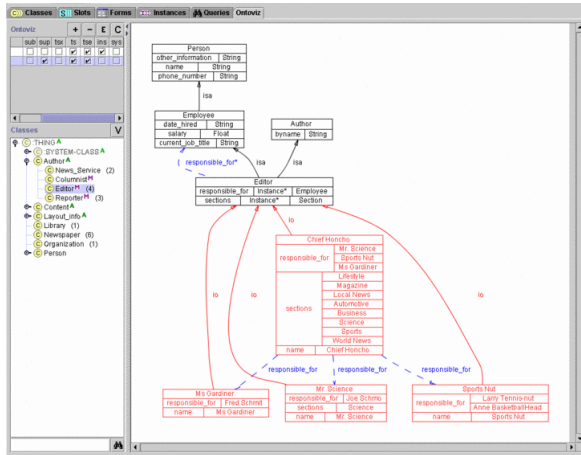 Classes Slots Forms Instances Queries Ontoviz
Ontoviz
sub sup tsx ts tse ins sys
Classes
:THING A
:SYSTEM-CLASS A
Author A
News_Service (2)
Columnist M
Editor M (4)
Reporter M (3)
Content A
Layout_info A
Library (1)
Newspaper (6)
Organization (1)
Person
Person
other_information String
name String
phone_number String
isa
Employee
date_hired String
salary Float
current_job_title String
Author
byname String
responsible_for*
isa
isa
Editor
responsible_for Instance* Employee
sections Instance* Section
io
Chief Honcho
responsible_for
Mr. Science
Sports Nut
Ms Gardiner
sections
Lifestyle
Magazine
Local News
Automotive
Business
Science
Sports
World News
name Chief Honcho
io
io
io
responsible_for
responsible_for
responsible_for
Ms Gardiner
responsible_for Fred Schmit
name Ms Gardiner
Mr. Science
responsible_for Joe Schmo
sections Science
name Mr. Science
Sports Nut
responsible_for
Larry Tennis-nut
Anne BasketballHead
name Sports Nut